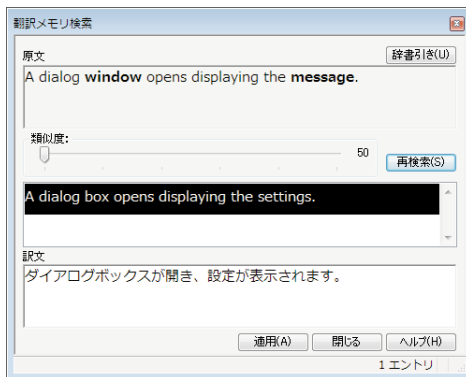 翻訳メモリ検索
原文
辞書引き(U)
A dialog window opens displaying the message.
類似度:
50
再検索(S)
A dialog box opens displaying the settings.
訳文
ダイアログボックスが開き、設定が表示されます。
適用(A)
閉じる
ヘルプ(H)
1 エントリ